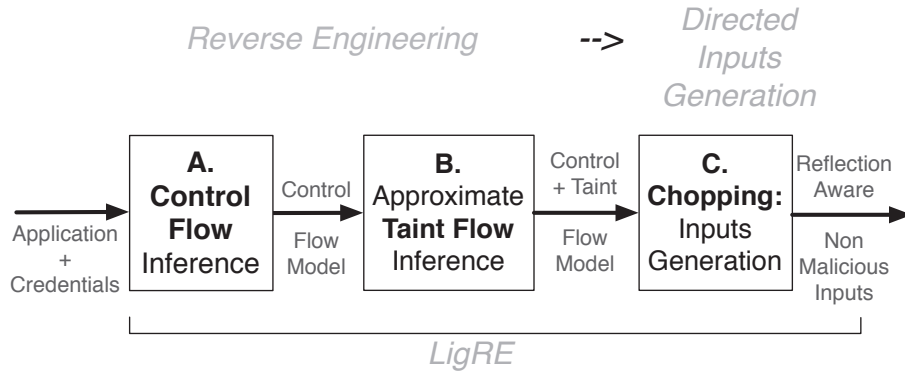 Reverse Engineering --> Directed
Inputs
Generation
A.
Control
Flow
Inference
B.
Approximate
Taint Flow
Inference
C.
Chopping:
Inputs
Generation
Application
+
Credentials
Control
Flow
Model
Control
+ Taint
Flow
Model
Reflection
Aware
Non
Malicious
Inputs
LigRE